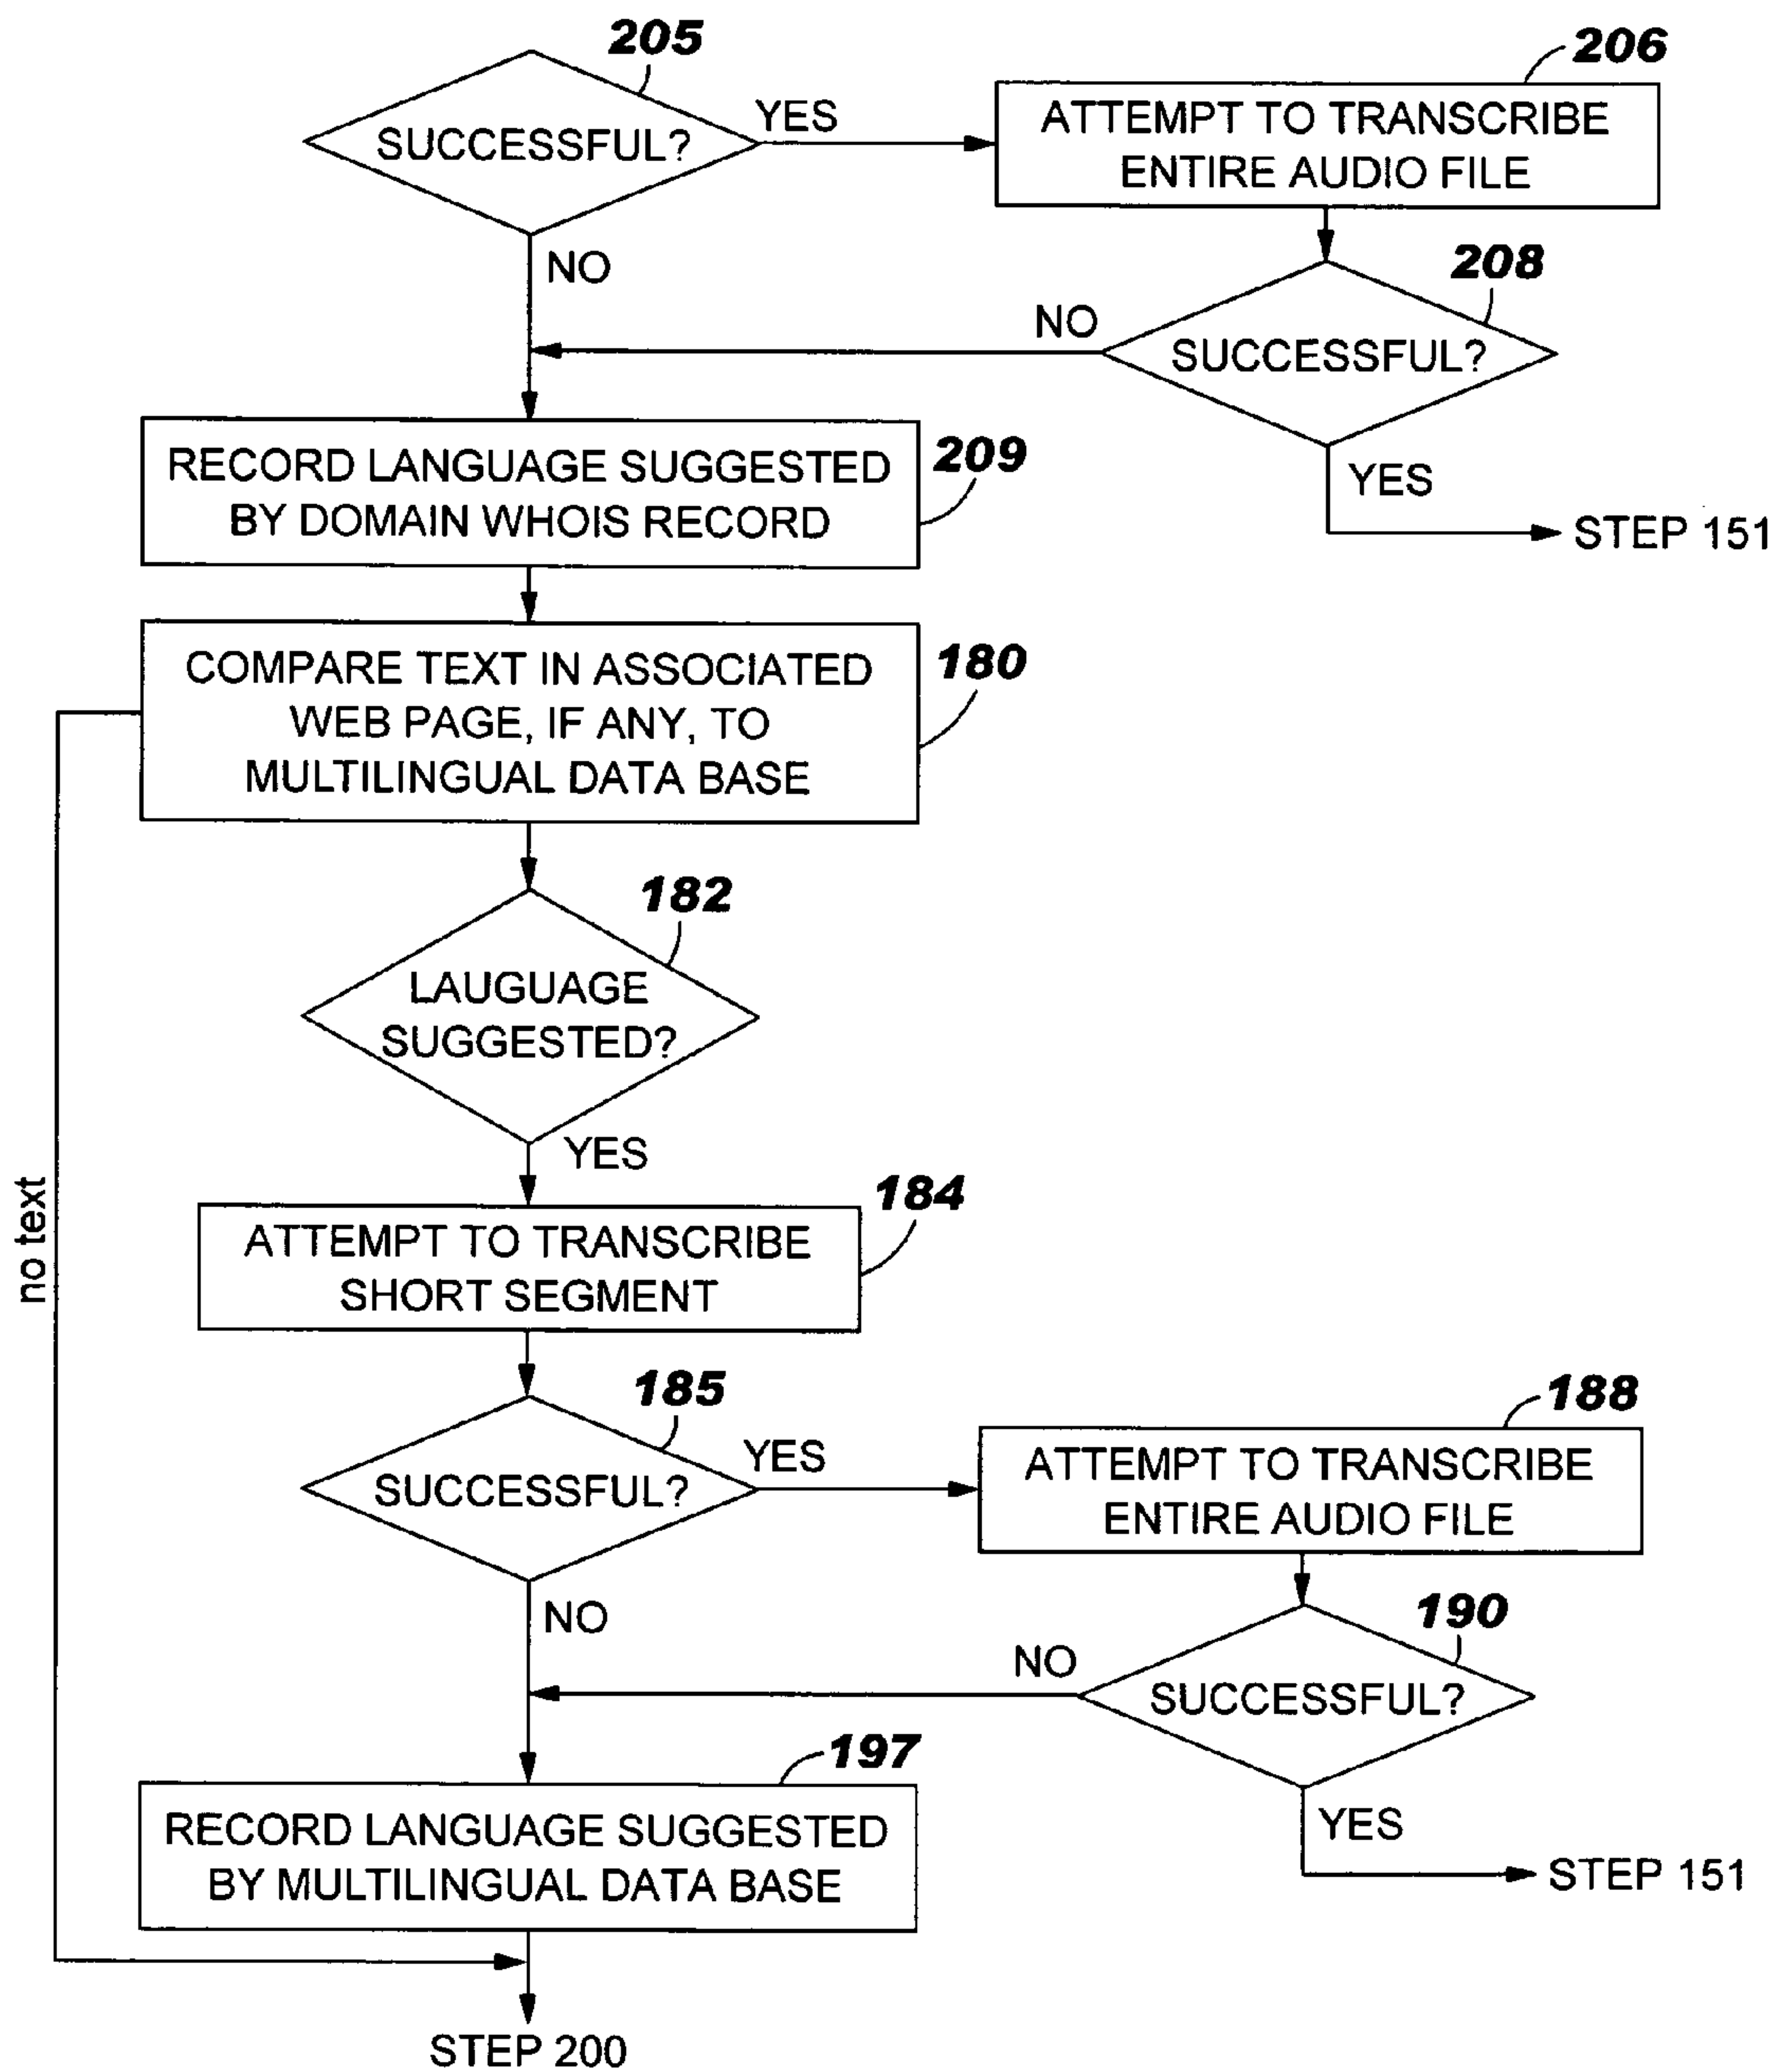 205
206
SUCCESSFUL?
YES
ATTEMPT TO TRANSCRIBE
ENTIRE AUDIO FILE
NO
208
NO
SUCCESSFUL?
YES
STEP 151
RECORD LANGUAGE SUGGESTED
BY DOMAIN WHOIS RECORD
209
COMPARE TEXT IN ASSOCIATED
WEB PAGE, IF ANY, TO
MULTILINGUAL DATA BASE
180
182
LAUGUAGE
SUGGESTED?
YES
no text
184
ATTEMPT TO TRANSCRIBE
SHORT SEGMENT
185
188
SUCCESSFUL?
YES
ATTEMPT TO TRANSCRIBE
ENTIRE AUDIO FILE
NO
190
NO
SUCCESSFUL?
YES
STEP 151
197
RECORD LANGUAGE SUGGESTED
BY MULTILINGUAL DATA BASE
STEP 200